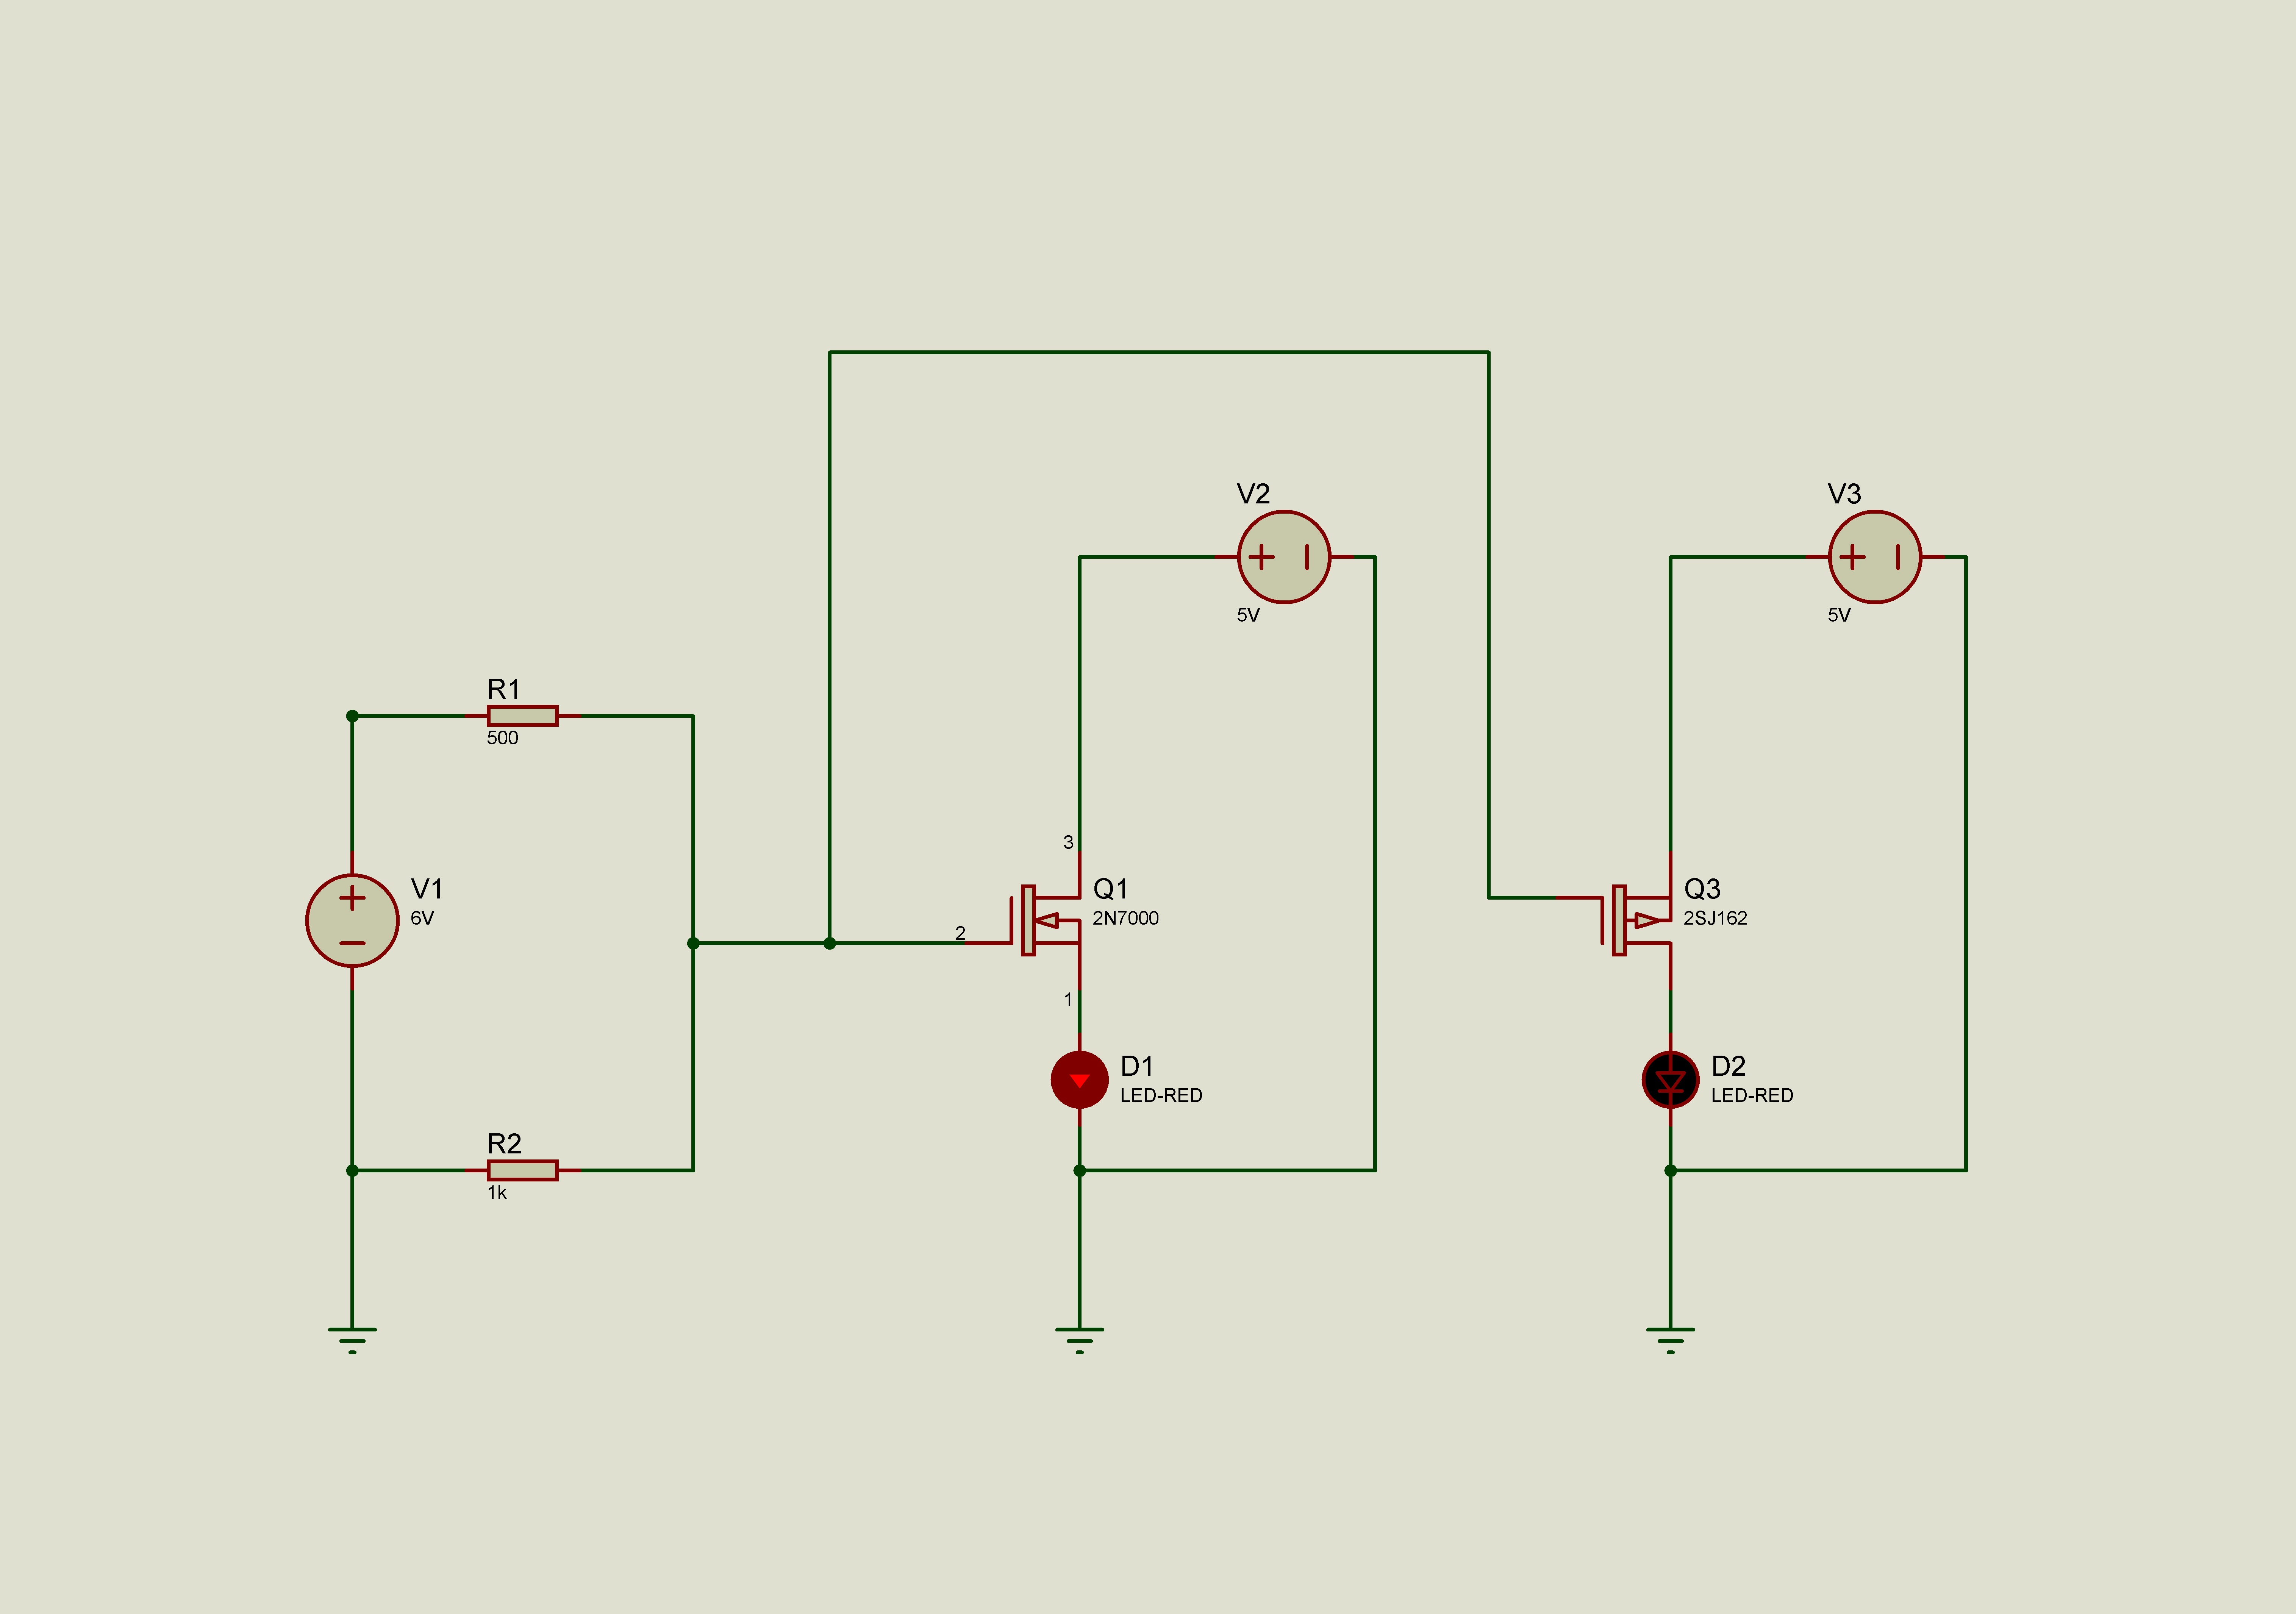 V2
V3
5V
5V
R1
500
3
V1
6V
Q1
2N7000
Q3
2SJ162
2
1
D1
LED-RED
D2
LED-RED
R2
1k